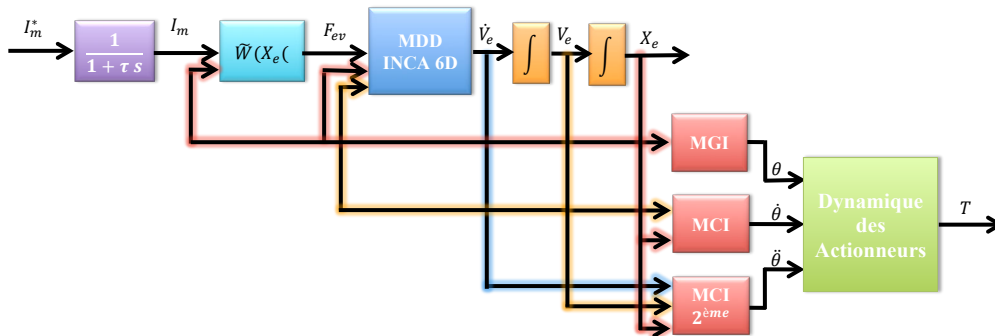 I*m
1
1 + τ s
Im
W̃(Xe(
Fev
MDD
INCA 6D
V̇e
∫
Ve
∫
Xe
MGI
θ
MCI
θ̇
MCI
2ème
θ̈
Dynamique
des
Actionneurs
T